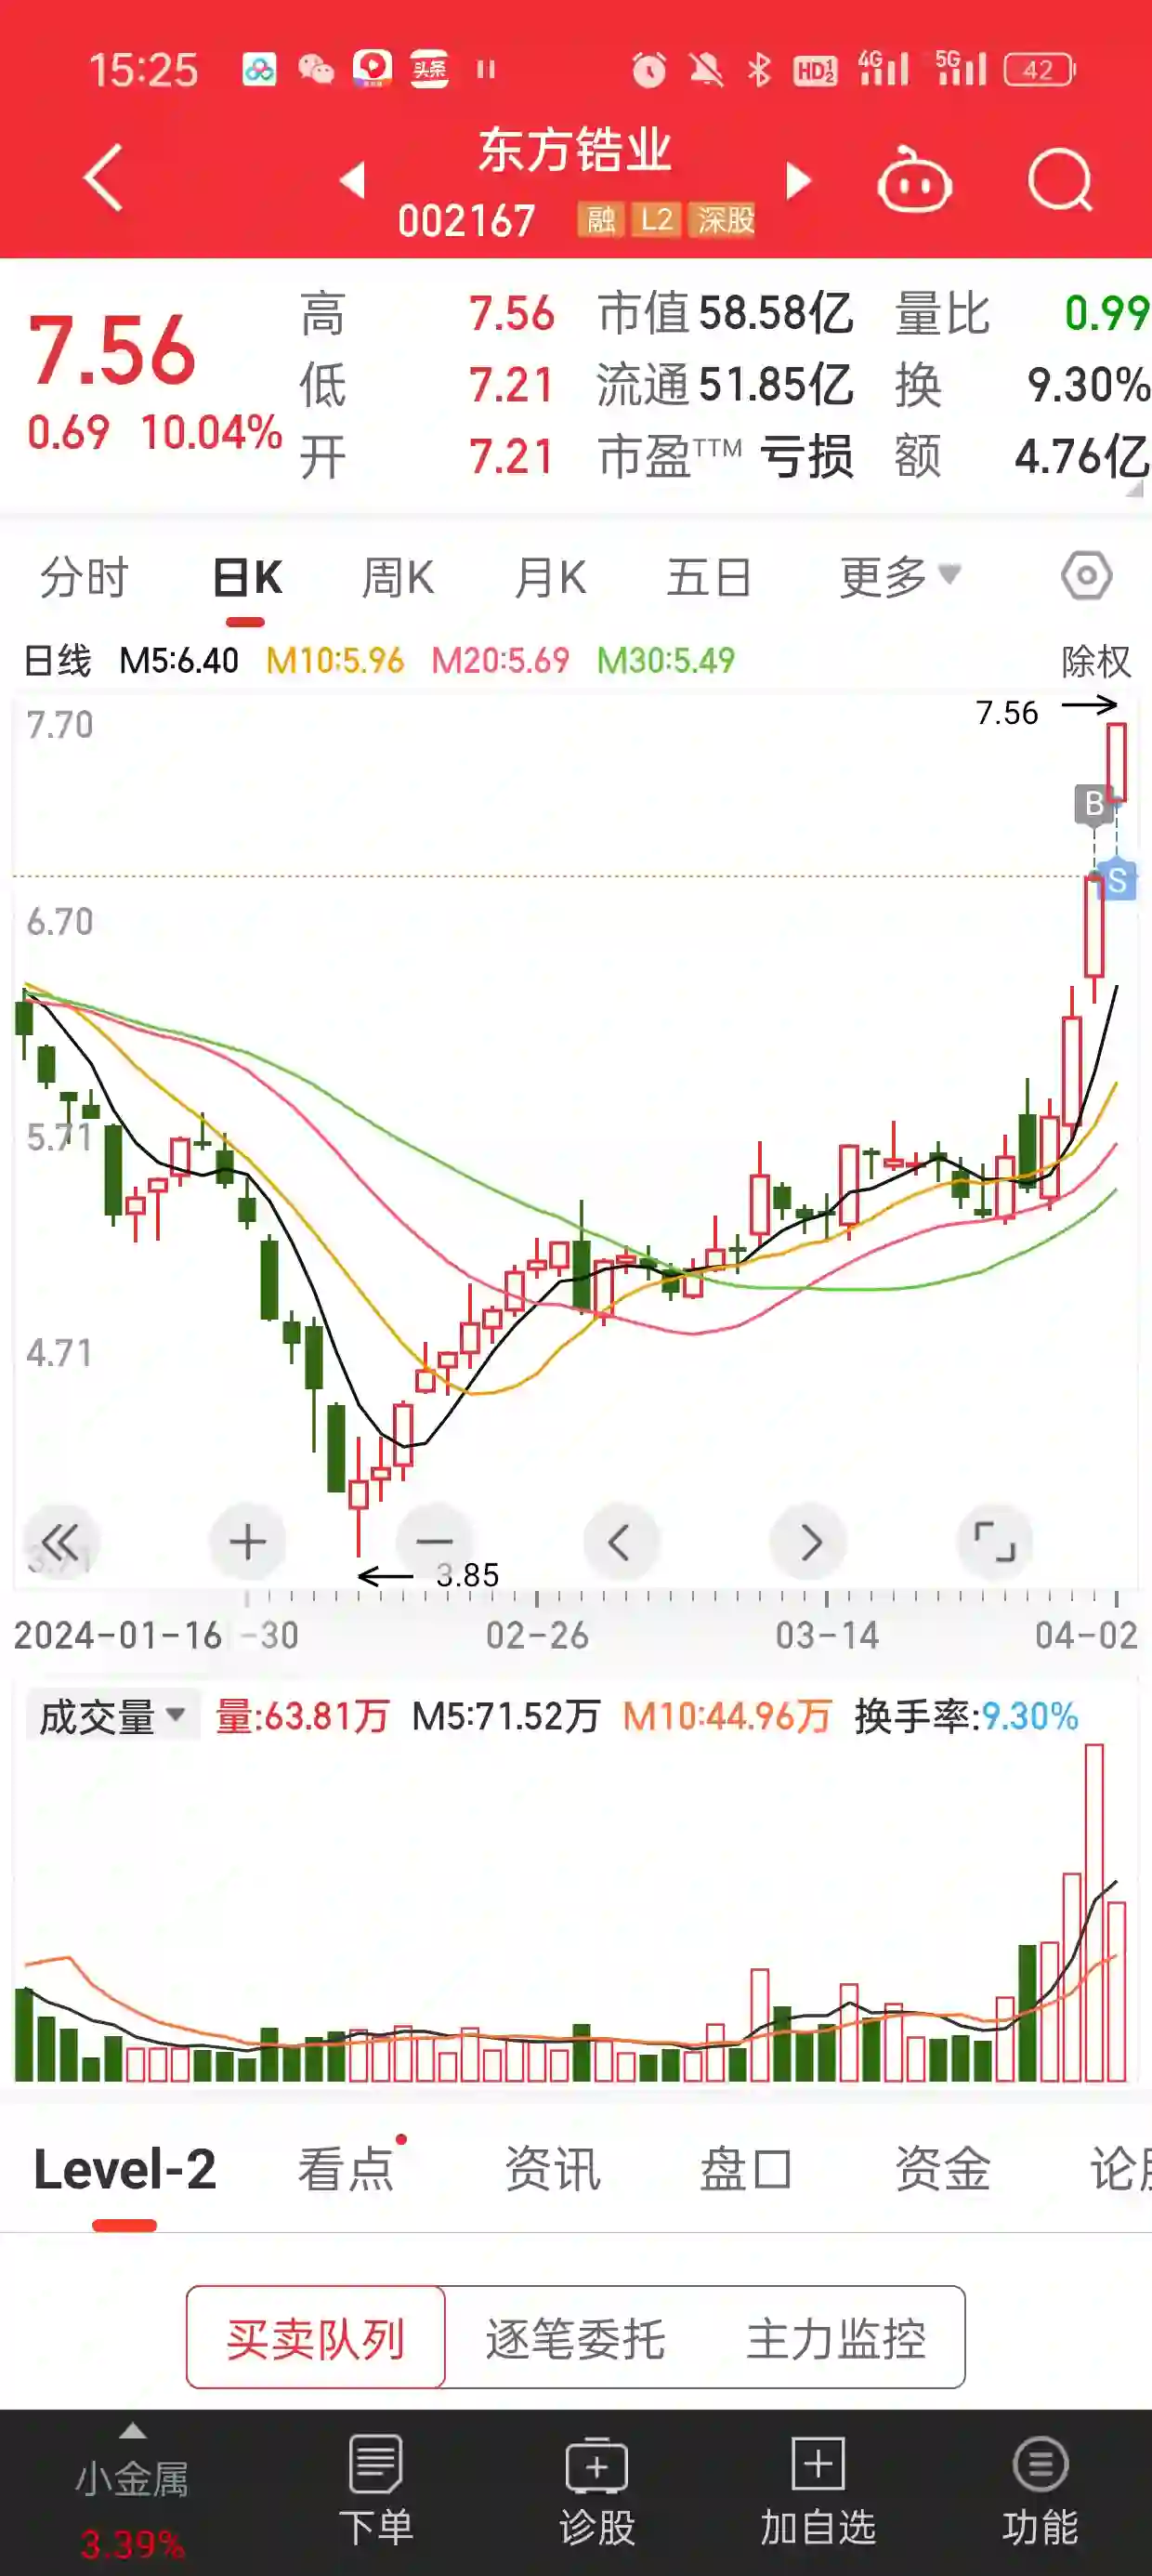 15:25 头条 HD 1 2 4G 5G 42
东方锆业
002167 融 L2 深股
7.56 高 7.56 市值 58.58亿 量比 0.99
0.69 10.04% 低 7.21 流通 51.85亿 换 9.30%
开 7.21 市盈TTM 亏损 额 4.76亿
分时 日K 周K 月K 五日 更多
日线 M5:6.40 M10:5.96 M20:5.69 M30:5.49 除权
7.56
7.70
B
S
6.70
5.71
4.71
3.85
2024-01-16 -30 02-26 03-14 04-02
成交量 量:63.81万 M5:71.52万 M10:44.96万 换手率:9.30%
Level-2 看点 资讯 盘口 资金 论股
买卖队列 逐笔委托 主力监控
小金属 下单 诊股 加自选 功能
3.39%